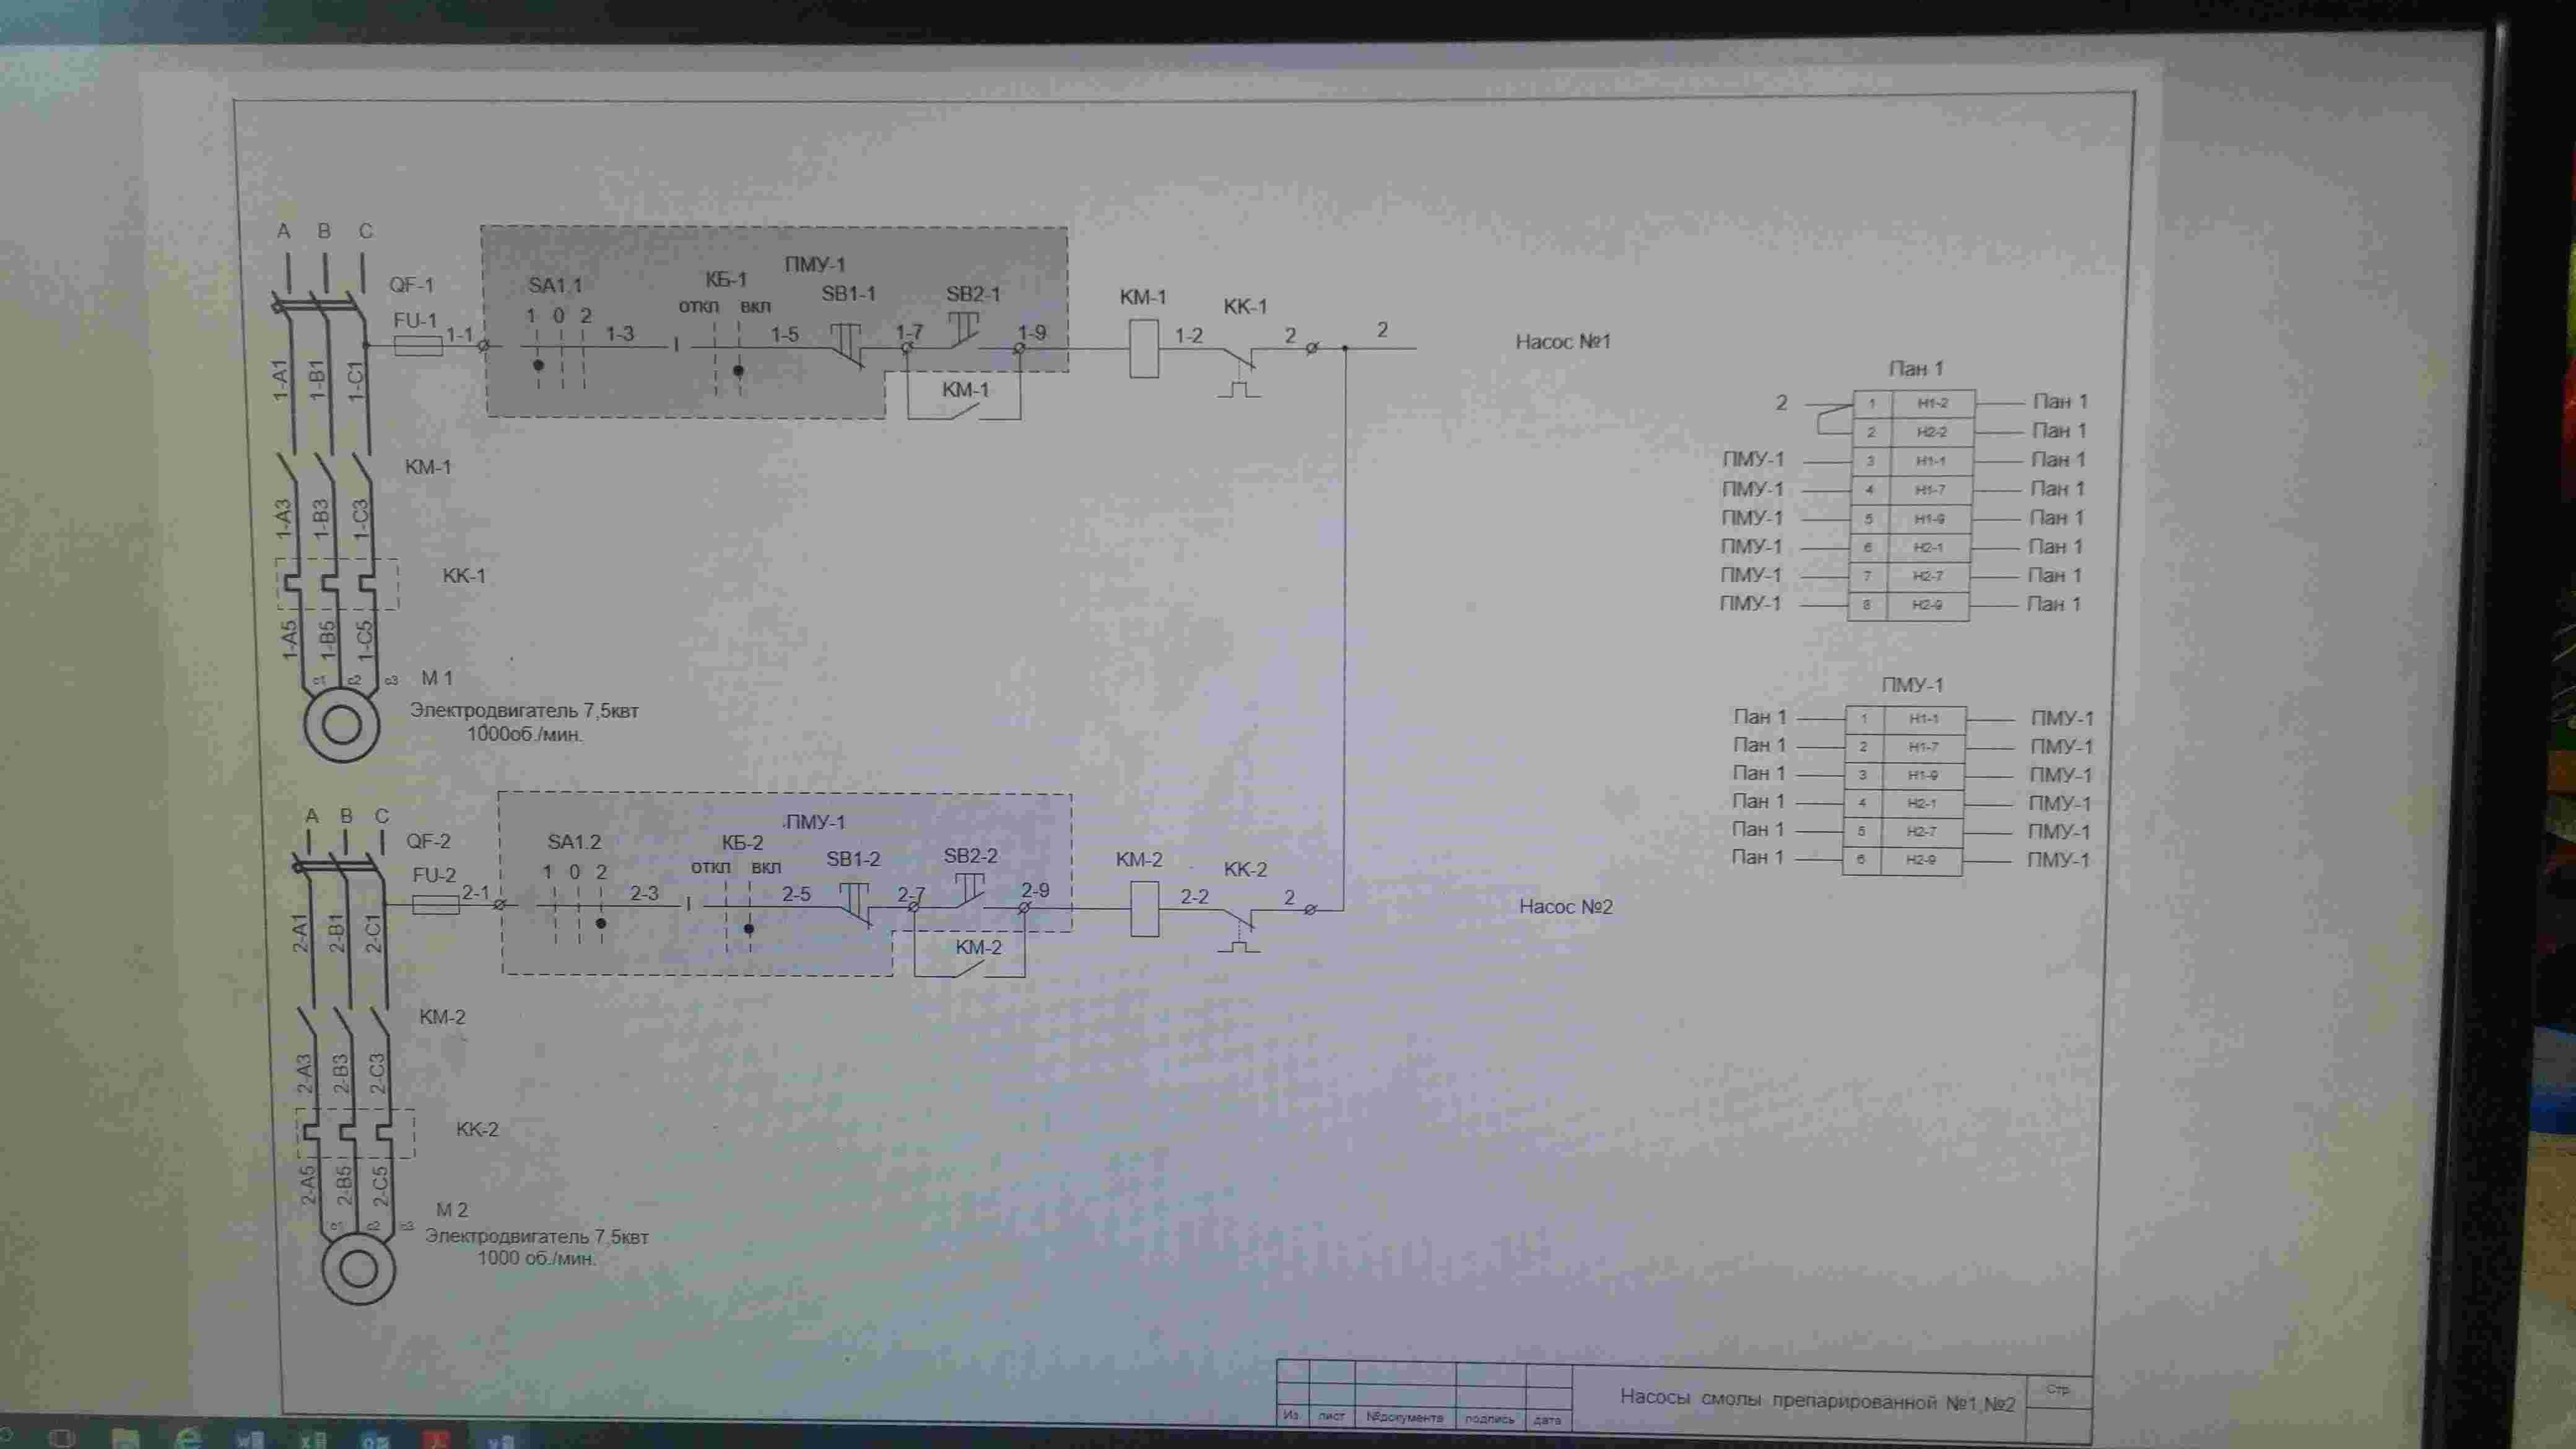 A B C
QF-1
FU-1
1-1
ПМУ-1
SA1.1
1 0 2
1-3
КБ-1
откл вкл
1-5
SB1-1
1-7
SB2-1
1-9
КМ-1
КМ-1
1-2
КК-1
2
2
Насос №1
1-A1
1-B1
1-C1
КМ-1
1-A3
1-B3
1-C3
КК-1
1-A5
1-B5
1-C5
c1 c2 c3
М 1
Электродвигатель 7,5квт
1000об./мин.
A B C
QF-2
FU-2
2-1
ПМУ-1
SA1.2
1 0 2
2-3
КБ-2
откл вкл
2-5
SB1-2
2-7
SB2-2
2-9
КМ-2
КМ-2
2-2
КК-2
2
Насос №2
2-A1
2-B1
2-C1
КМ-2
2-A3
2-B3
2-C3
КК-2
2-A5
2-B5
2-C5
c1 c2 c3
М 2
Электродвигатель 7,5квт
1000 об./мин.
Пан 1
2 1 Н1-2 Пан 1
2 Н2-2 Пан 1
ПМУ-1 3 Н1-1 Пан 1
ПМУ-1 4 Н1-7 Пан 1
ПМУ-1 5 Н1-9 Пан 1
ПМУ-1 6 Н2-1 Пан 1
ПМУ-1 7 Н2-7 Пан 1
ПМУ-1 8 Н2-9 Пан 1
ПМУ-1
Пан 1 1 Н1-1 ПМУ-1
Пан 1 2 Н1-7 ПМУ-1
Пан 1 3 Н1-9 ПМУ-1
Пан 1 4 Н2-1 ПМУ-1
Пан 1 5 Н2-7 ПМУ-1
Пан 1 6 Н2-9 ПМУ-1
Из. лист №документа подпись дата
Насосы смолы препарированной №1,№2
Стр.